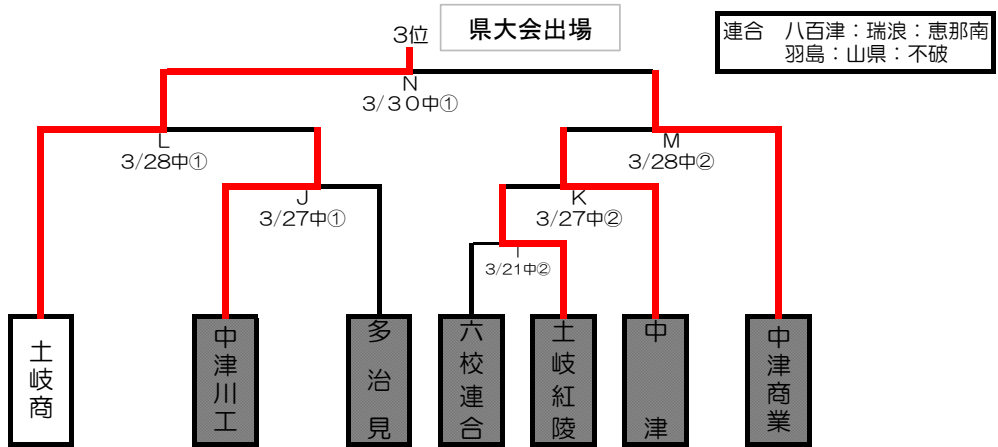 3位
県大会出場
連合　八百津：瑞浪：恵那南
羽島：山県：不破
N
3/30中①
L
3/28中①
M
3/28中②
J
3/27中①
K
3/27中②
I
3/21中②
土岐商
中津川工
多治見
六校連合
土岐紅陵
中津
中津商業